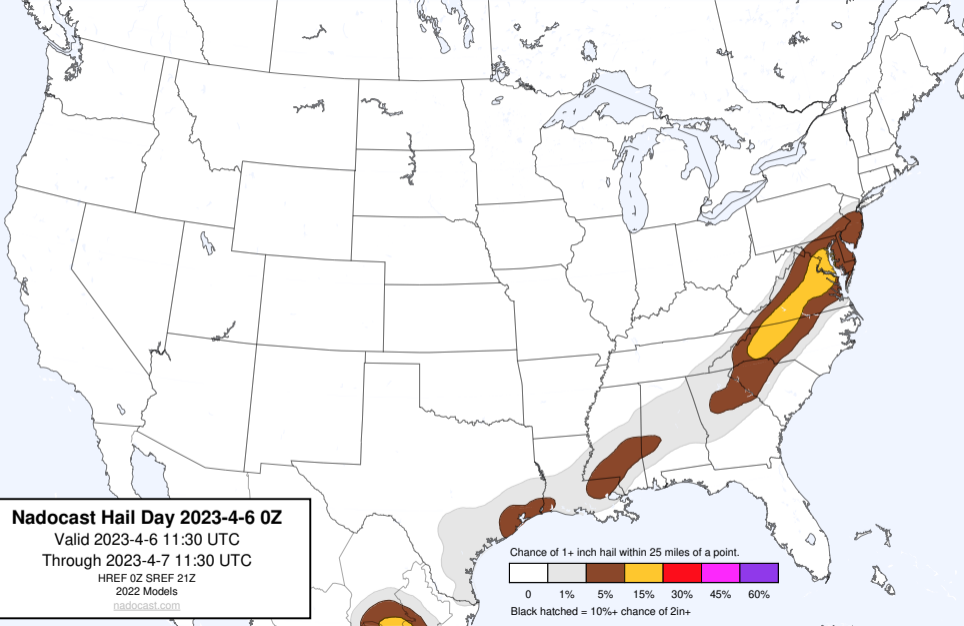 Nadocast Hail Day 2023-4-6 0Z
Valid 2023-4-6 11:30 UTC
Through 2023-4-7 11:30 UTC
HREF 0Z SREF 21Z
2022 Models
nadocast.com
Chance of 1+ inch hail within 25 miles of a point.
0 1% 5% 15% 30% 45% 60%
Black hatched = 10%+ chance of 2in+